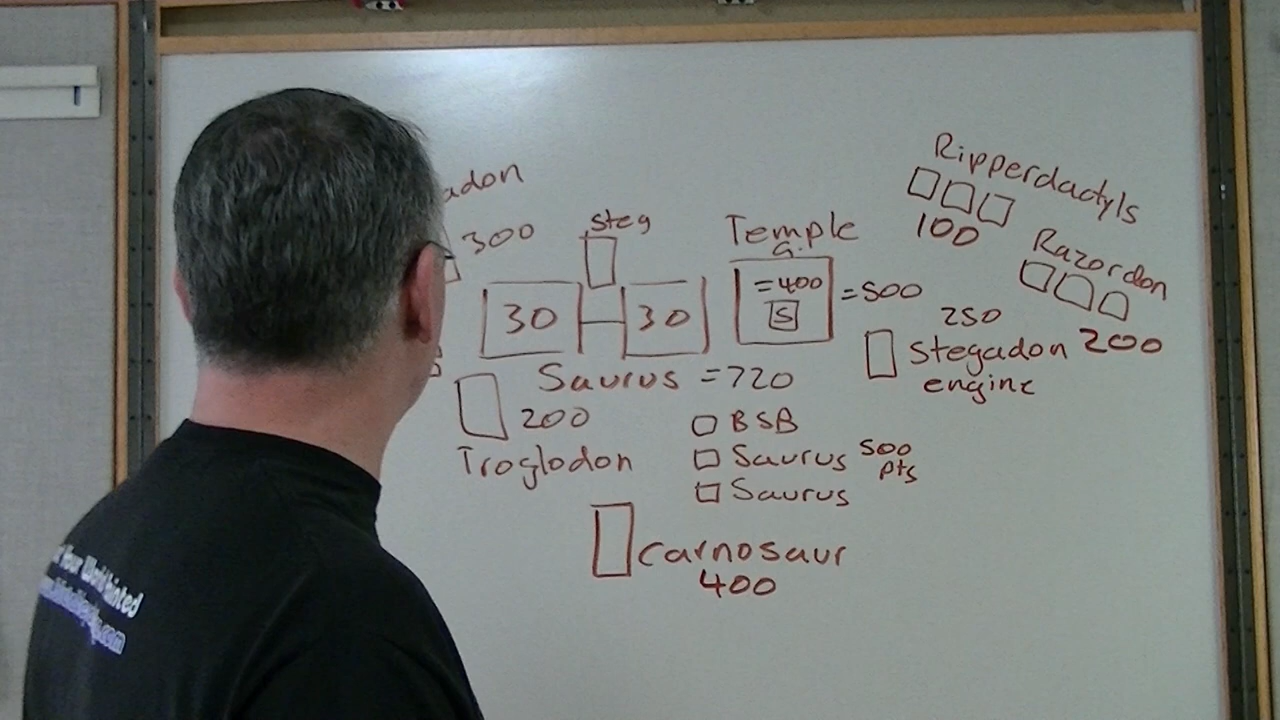 Ripperdactyls
100
adon
300
steg
Temple
G.
Razordon
200
30
30
=400
S
=500
250
Stegadon
engine
Saurus =720
200
Troglodon
BSB
Saurus 500
pts
Saurus
Carnosaur
400